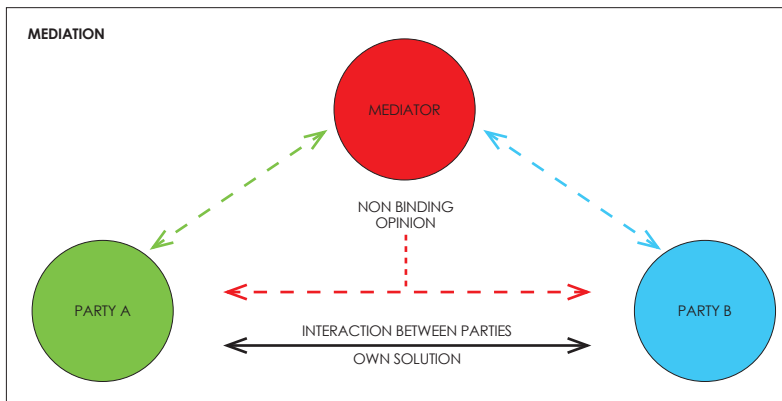 MEDIATION
MEDIATOR
NON BINDING
OPINION
PARTY A
PARTY B
INTERACTION BETWEEN PARTIES
OWN SOLUTION